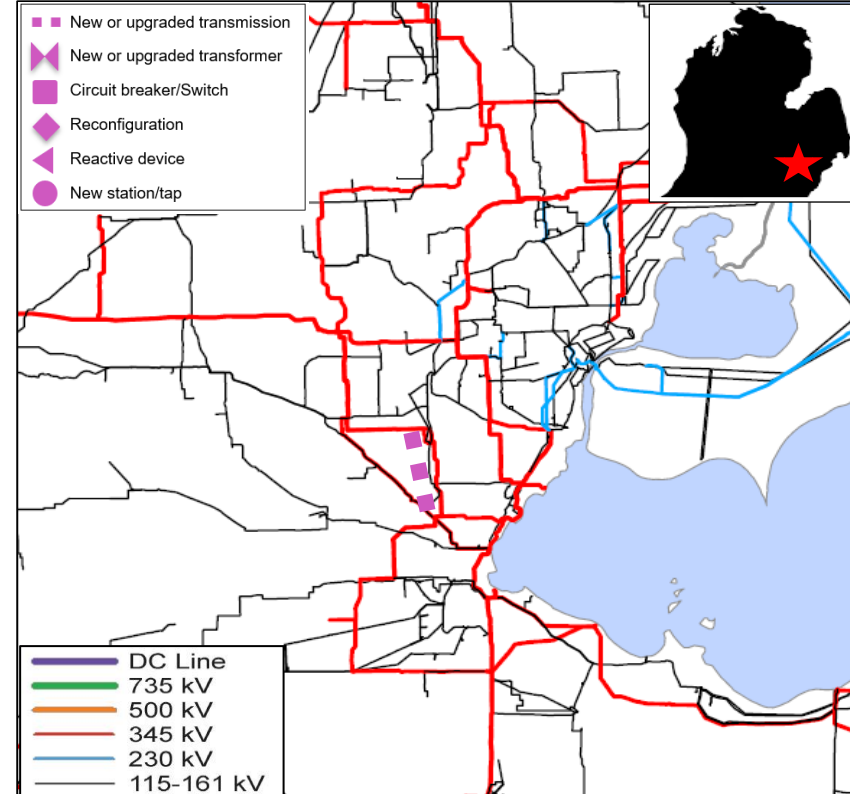 New or upgraded transmission
New or upgraded transformer
Circuit breaker/Switch
Reconfiguration
Reactive device
New station/tap
DC Line
735 kV
500 kV
345 kV
230 kV
115-161 kV